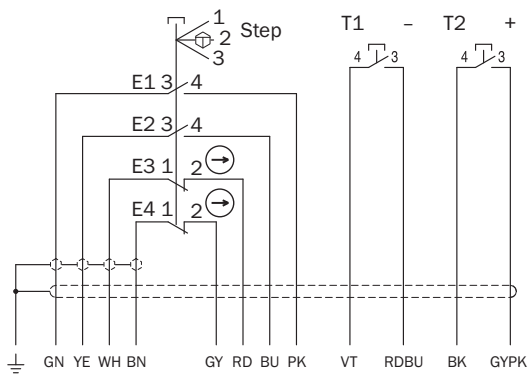 1
2 Step
3
T1 – T2 +
4 3 4 3
E1 3 4
E2 3 4
E3 1 2
E4 1 2
GN YE WH BN GY RD BU PK VT RDBU BK GYPK